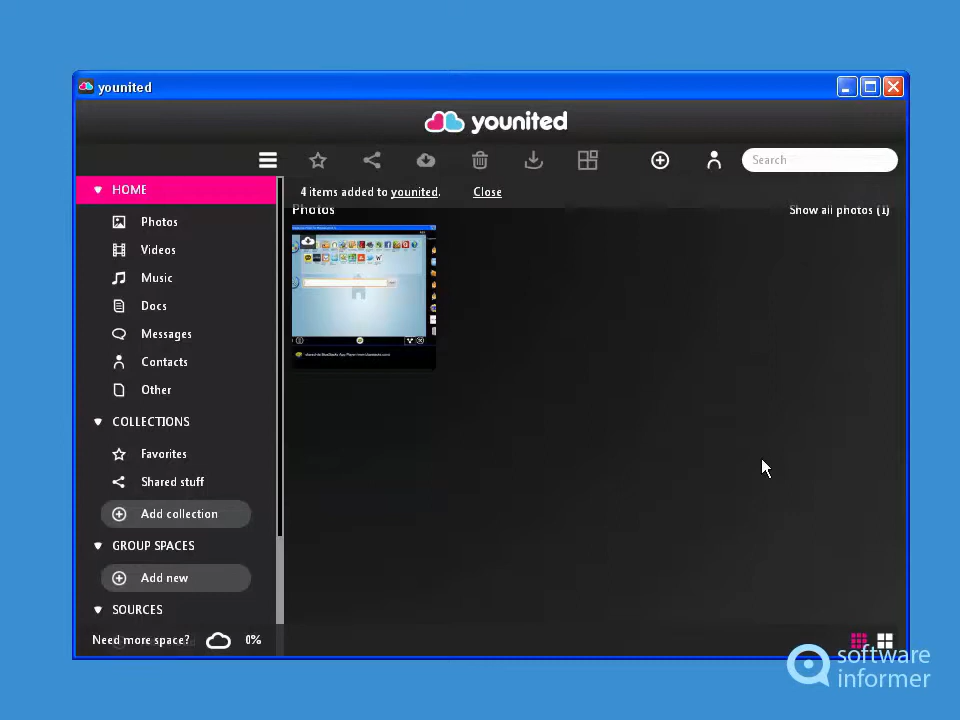 younited
younited
Search
HOME
4 items added to younited. Close
Photos
Show all photos (1)
Photos
Videos
Music
Docs
Messages
Contacts
Other
COLLECTIONS
Favorites
Shared stuff
Add collection
GROUP SPACES
Add new
SOURCES
Need more space? 0%
software
informer